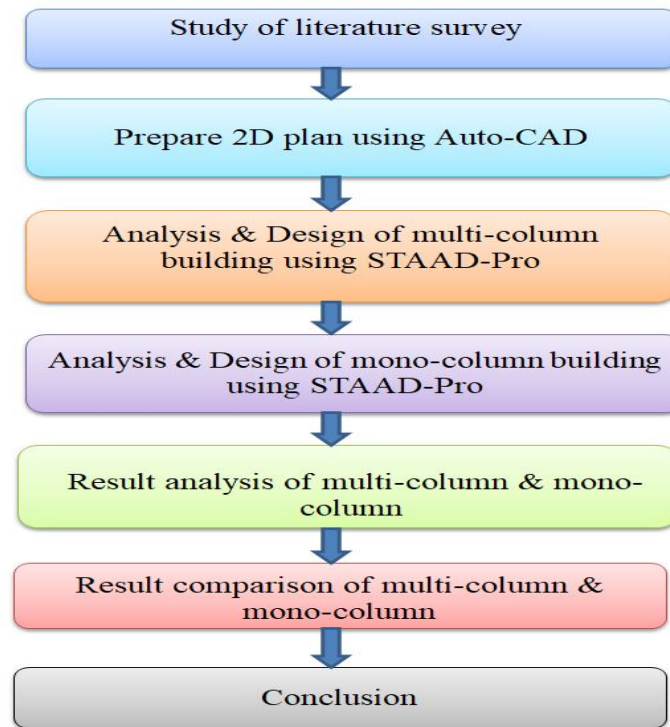 Study of literature survey
Prepare 2D plan using Auto-CAD
Analysis & Design of multi-column
building using STAAD-Pro
Analysis & Design of mono-column building
using STAAD-Pro
Result analysis of multi-column & mono-
column
Result comparison of multi-column &
mono-column
Conclusion